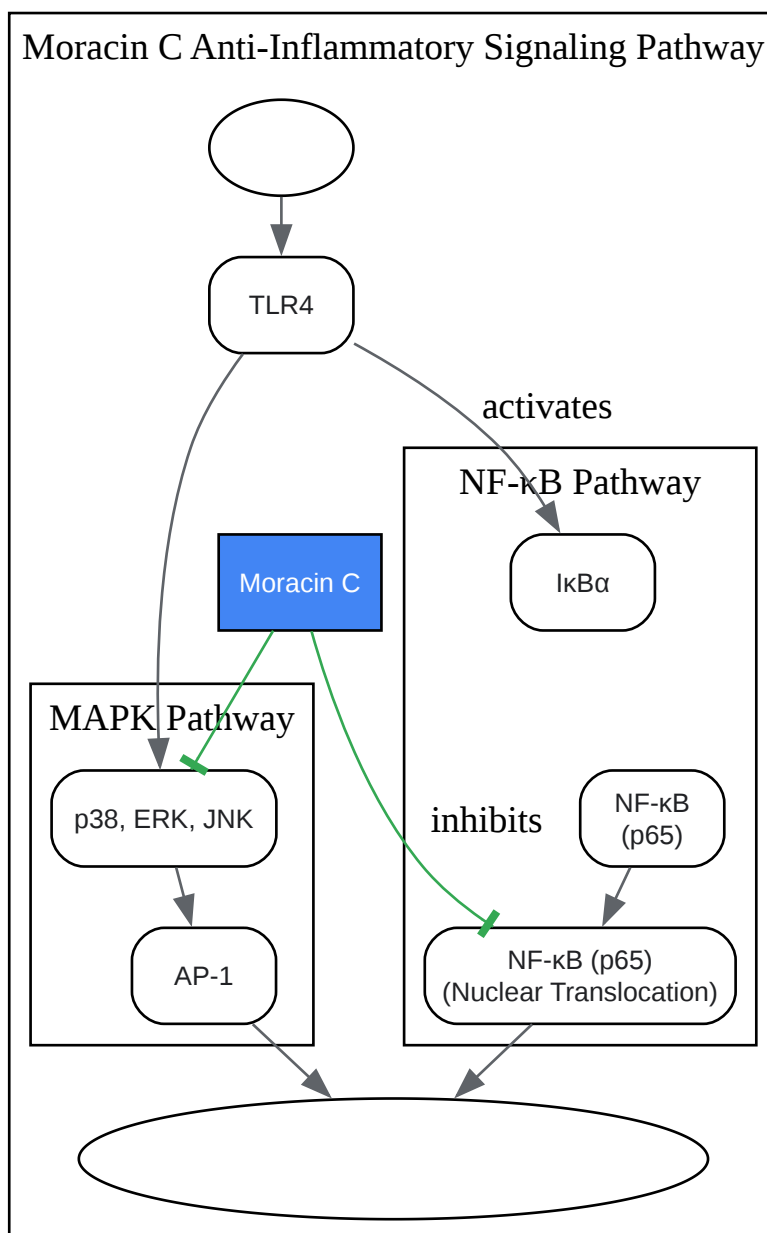 Moracin C Anti-Inflammatory Signaling Pathway
TLR4
activates
NF-κB Pathway
Moracin C
IκBα
MAPK Pathway
p38, ERK, JNK
inhibits
NF-κB
(p65)
AP-1
NF-κB (p65)
(Nuclear Translocation)